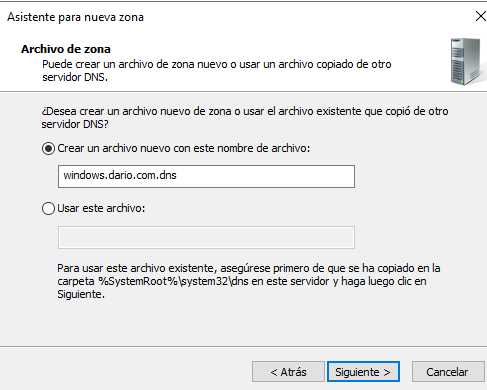 Asistente para nueva zona
Archivo de zona
Puede crear un archivo de zona nuevo o usar un archivo copiado de otro
servidor DNS.
¿Desea crear un archivo nuevo de zona o usar el archivo existente que copió de otro
servidor DNS?
Crear un archivo nuevo con este nombre de archivo:
windows.dario.com.dns
Usar este archivo:
Para usar este archivo existente, asegúrese primero de que se ha copiado en la
carpeta %SystemRoot%\system32\dns en este servidor y haga luego clic en
Siguiente.
< Atrás
Siguiente >
Cancelar